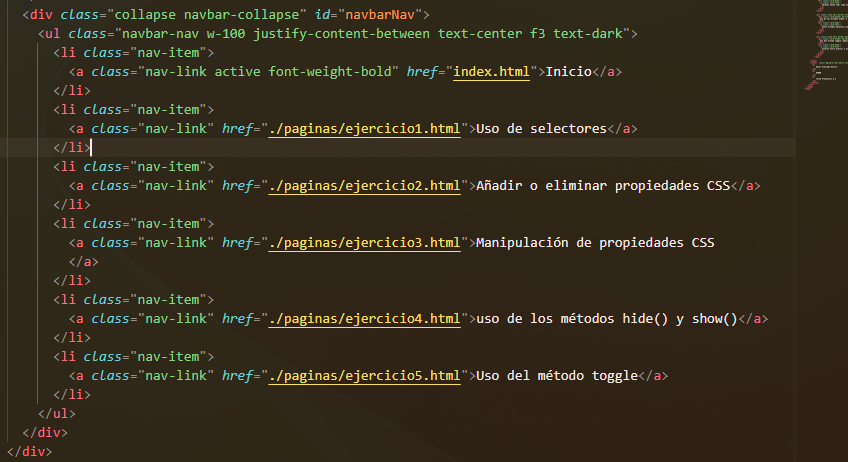 <div class="collapse navbar-collapse" id="navbarNav">
<ul class="navbar-nav w-100 justify-content-between text-center f3 text-dark">
<li class="nav-item">
<a class="nav-link active font-weight-bold" href="index.html">Inicio</a>
</li>
<li class="nav-item">
<a class="nav-link" href="./paginas/ejercicio1.html">Uso de selectores</a>
</li>
<li class="nav-item">
<a class="nav-link" href="./paginas/ejercicio2.html">Añadir o eliminar propiedades CSS</a>
</li>
<li class="nav-item">
<a class="nav-link" href="./paginas/ejercicio3.html">Manipulación de propiedades CSS
</a>
</li>
<li class="nav-item">
<a class="nav-link" href="./paginas/ejercicio4.html">uso de los métodos hide() y show()</a>
</li>
<li class="nav-item">
<a class="nav-link" href="./paginas/ejercicio5.html">Uso del método toggle</a>
</li>
</ul>
</div>
</div>